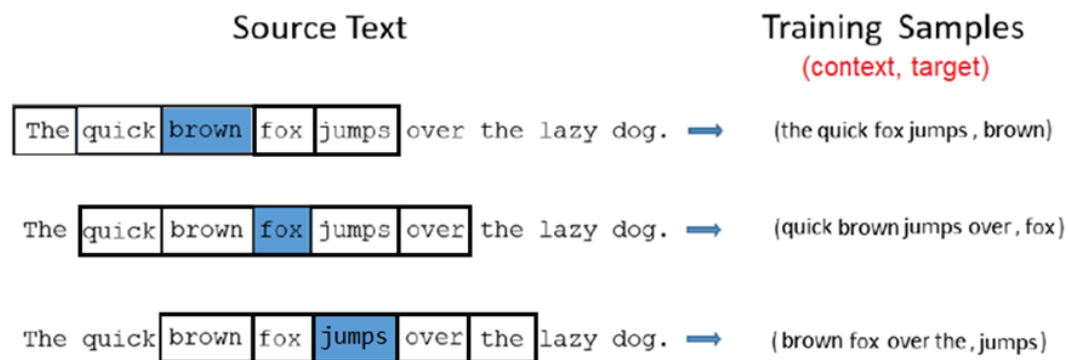 Source Text
Training Samples
(context, target)
The quick brown fox jumps over the lazy dog.
(the quick fox jumps , brown)
The quick brown fox jumps over the lazy dog.
(quick brown jumps over , fox)
The quick brown fox jumps over the lazy dog.
(brown fox over the , jumps)